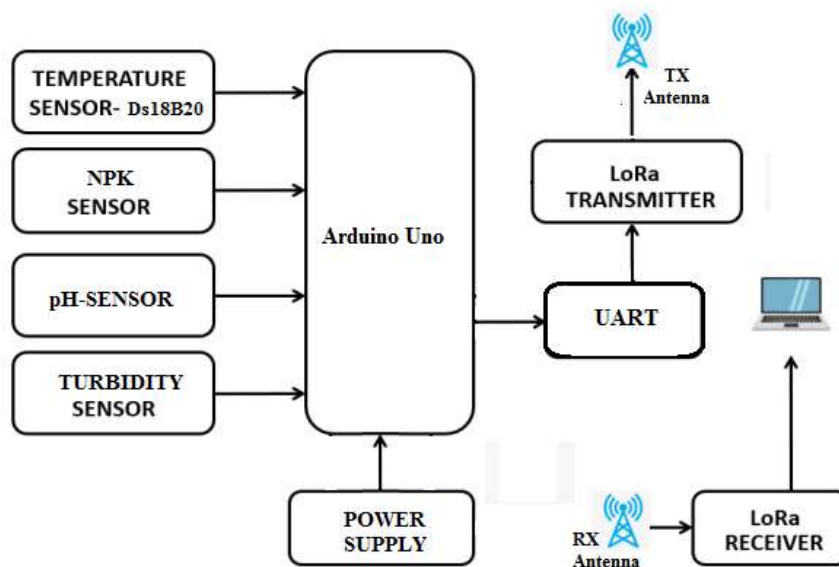 TEMPERATURE
SENSOR- Ds18B20
NPK
SENSOR
pH-SENSOR
TURBIDITY
SENSOR
Arduino Uno
POWER
SUPPLY
UART
LoRa
TRANSMITTER
TX
Antenna
RX
Antenna
LoRa
RECEIVER